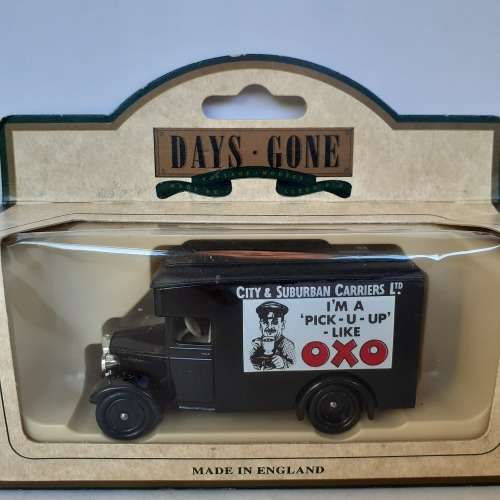 DAYS · GONE
CITY & SUBURBAN CARRIERS LTD.
I'M A
'PICK-U-UP'
-LIKE
OXO
MADE IN ENGLAND